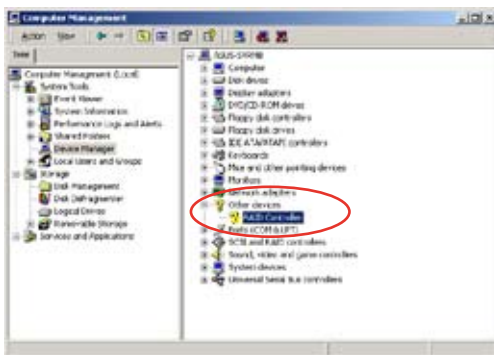 Computer Management
Action View
Tree
Computer Management (Local)
System Tools
Event Viewer
System Information
Performance Logs and Alerts
Shared Folders
Device Manager
Local Users and Groups
Storage
Disk Management
Disk Defragmenter
Logical Drives
Removable Storage
Services and Applications
Computer
Disk drives
Display adapters
DVD/CD-ROM drives
Floppy disk controllers
Floppy disk drives
IDE ATA/ATAPI controllers
Keyboards
Mice and other pointing devices
Monitors
Network adapters
Other devices
RAID Controller
Ports (COM & LPT)
SCSI and RAID controllers
Sound, video and game controllers
System devices
Universal Serial Bus controllers